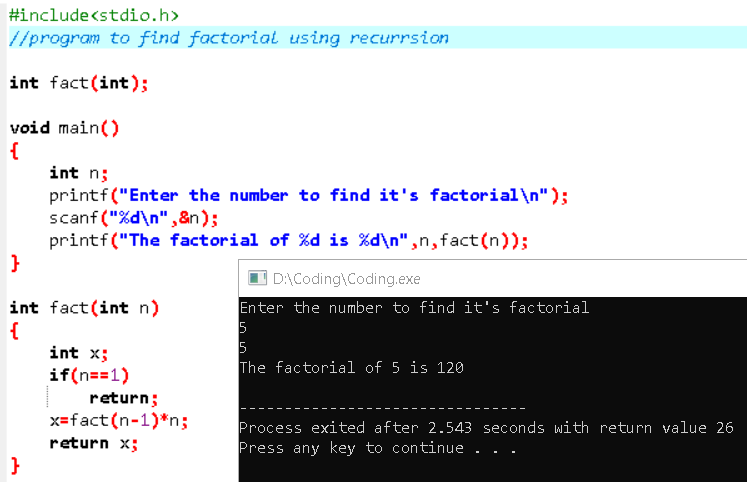 #include<stdio.h>
//program to find factorial using recurrsion
int fact(int);
void main()
{
int n;
printf("Enter the number to find it's factorial\n");
scanf("%d\n",&n);
printf("The factorial of %d is %d\n",n,fact(n));
}
int fact(int n)
{
int x;
if(n==1)
return;
x=fact(n-1)*n;
return x;
}
D:\Coding\Coding.exe
Enter the number to find it's factorial
5
5
The factorial of 5 is 120
--------------------------------
Process exited after 2.543 seconds with return value 26
Press any key to continue . . .